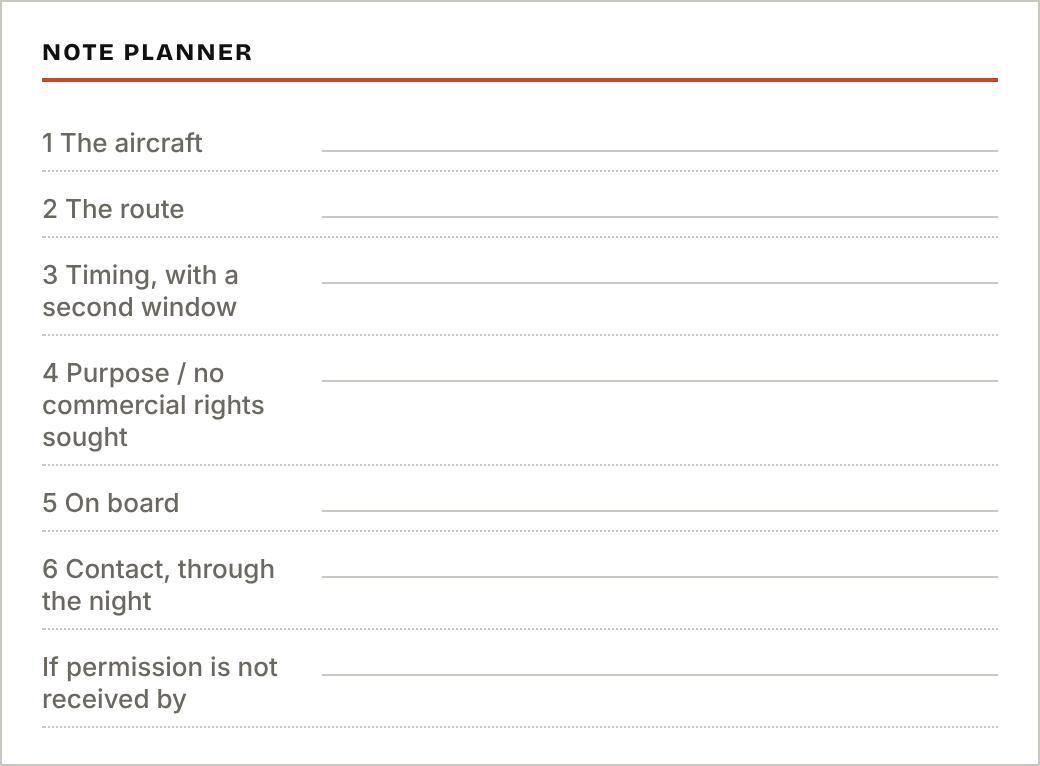 NOTE PLANNER
1 The aircraft
2 The route
3 Timing, with a
second window
4 Purpose / no
commercial rights
sought
5 On board
6 Contact, through
the night
If permission is not
received by